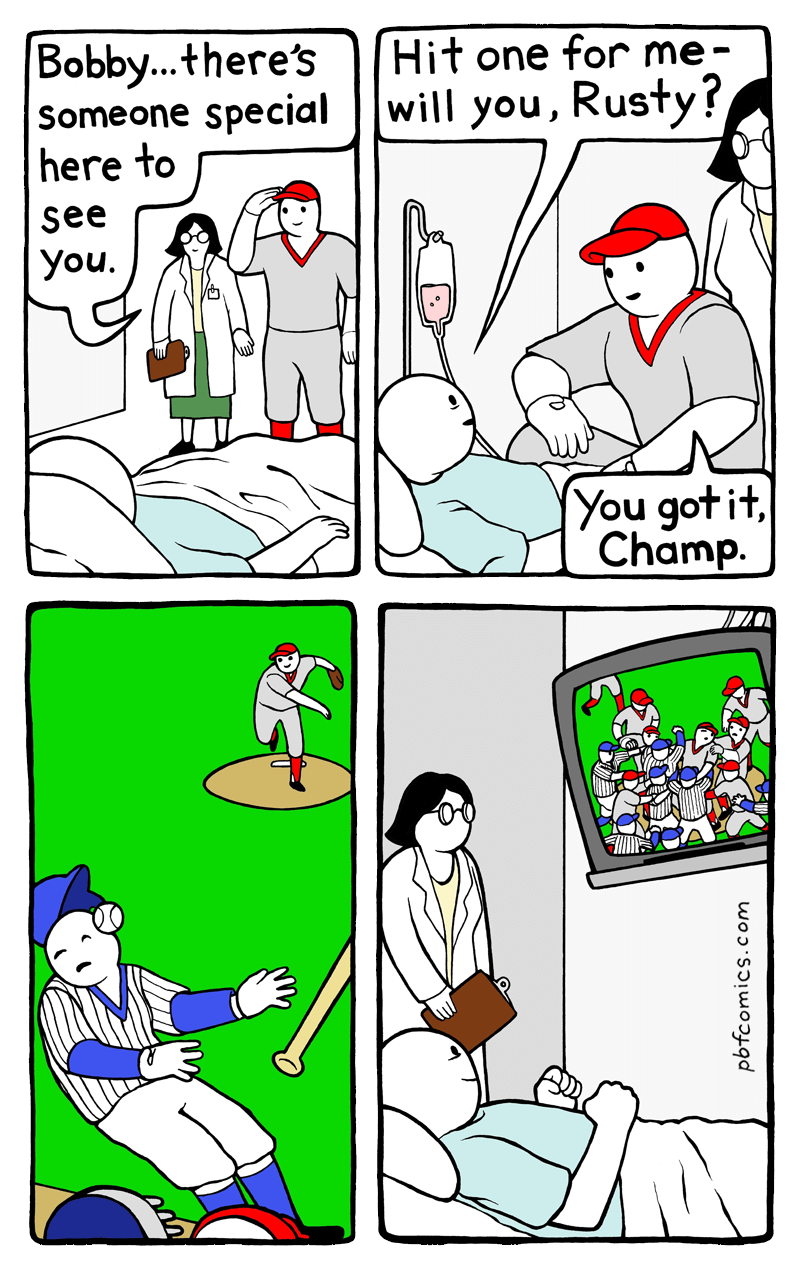 Bobby...there's
someone special
here to
see
you.
Hit one for me-
will you, Rusty?
You got it,
Champ.
pbfcomics.com